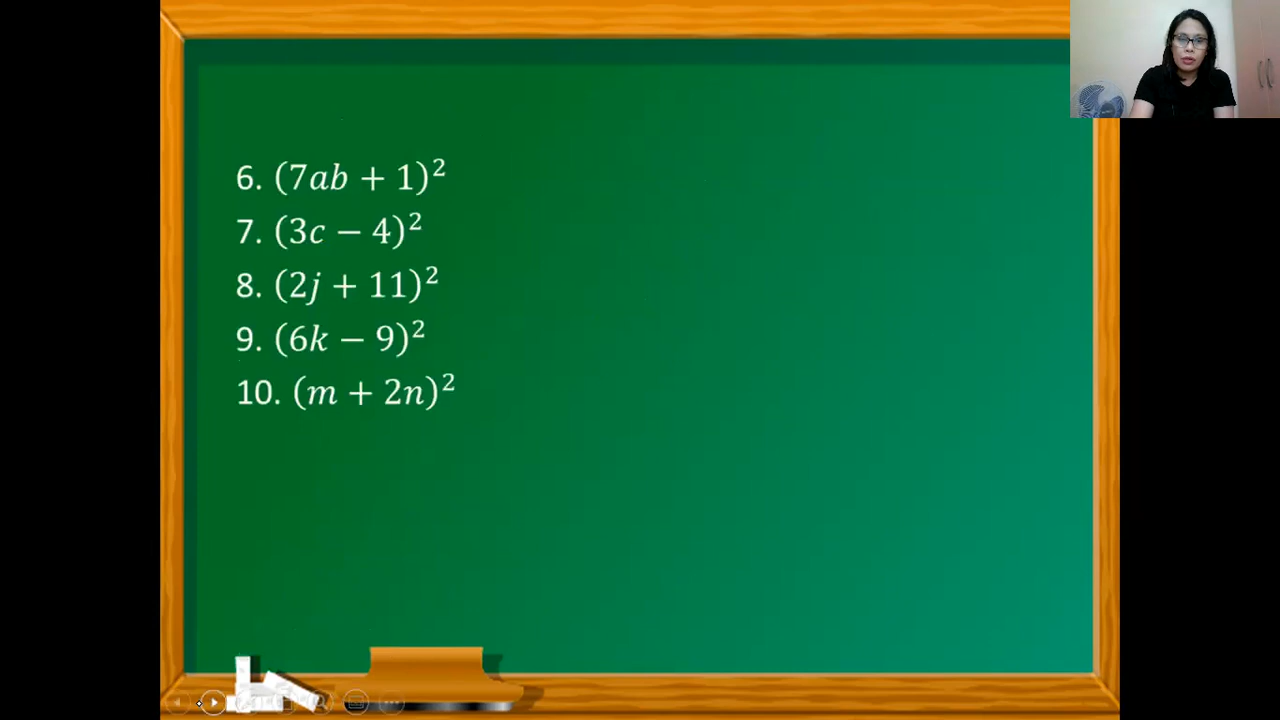 6. (7ab + 1)²
7. (3c − 4)²
8. (2j + 11)²
9. (6k − 9)²
10. (m + 2n)²